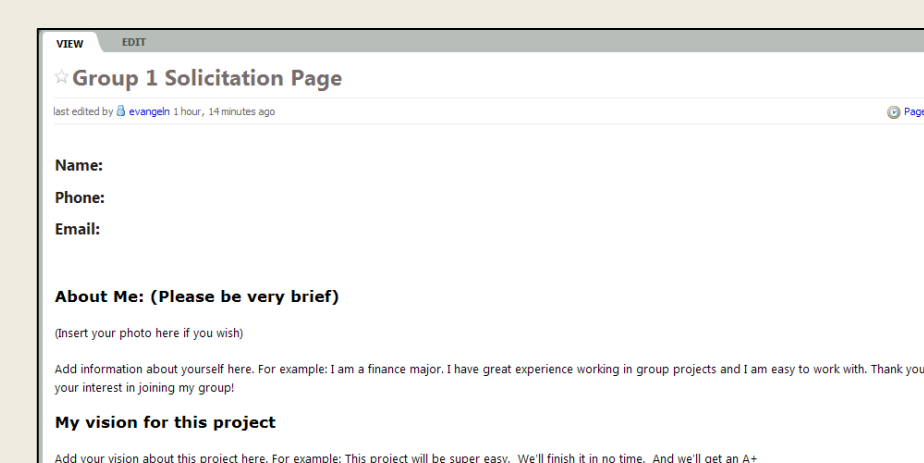 VIEW EDIT
Group 1 Solicitation Page
last edited by evangeln 1 hour, 14 minutes ago Page
Name:
Phone:
Email:
About Me: (Please be very brief)
(Insert your photo here if you wish)
Add information about yourself here. For example: I am a finance major. I have great experience working in group projects and I am easy to work with. Thank you
your interest in joining my group!
My vision for this project
Add your vision about this project here. For example: This project will be super easy. We'll finish it in no time. And we'll get an A+